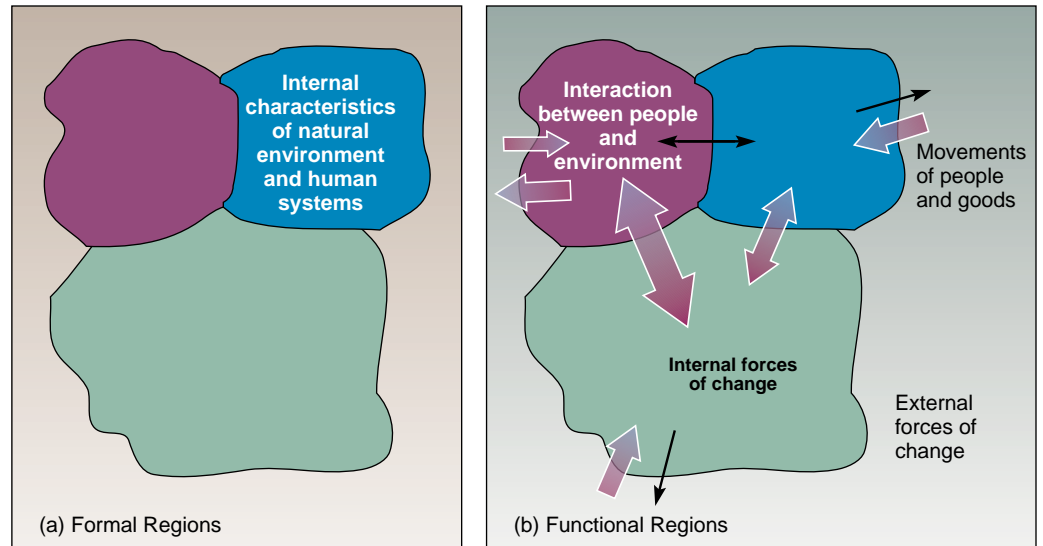 Internal
characteristics
of natural
environment
and human
systems
(a) Formal Regions
Interaction
between people
and
environment
Movements
of people
and goods
Internal forces
of change
External
forces of
change
(b) Functional Regions